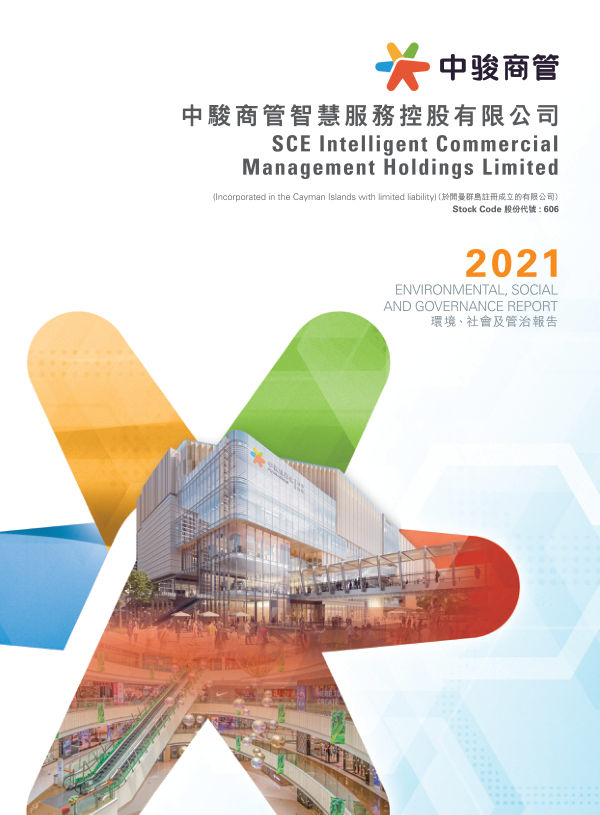 中骏商管
中駿商管智慧服務控股有限公司
SCE Intelligent Commercial
Management Holdings Limited
(Incorporated in the Cayman Islands with limited liability) (於開曼群島註冊成立的有限公司)
Stock Code 股份代號 : 606
2021
ENVIRONMENTAL, SOCIAL
AND GOVERNANCE REPORT
環境、社會及管治報告